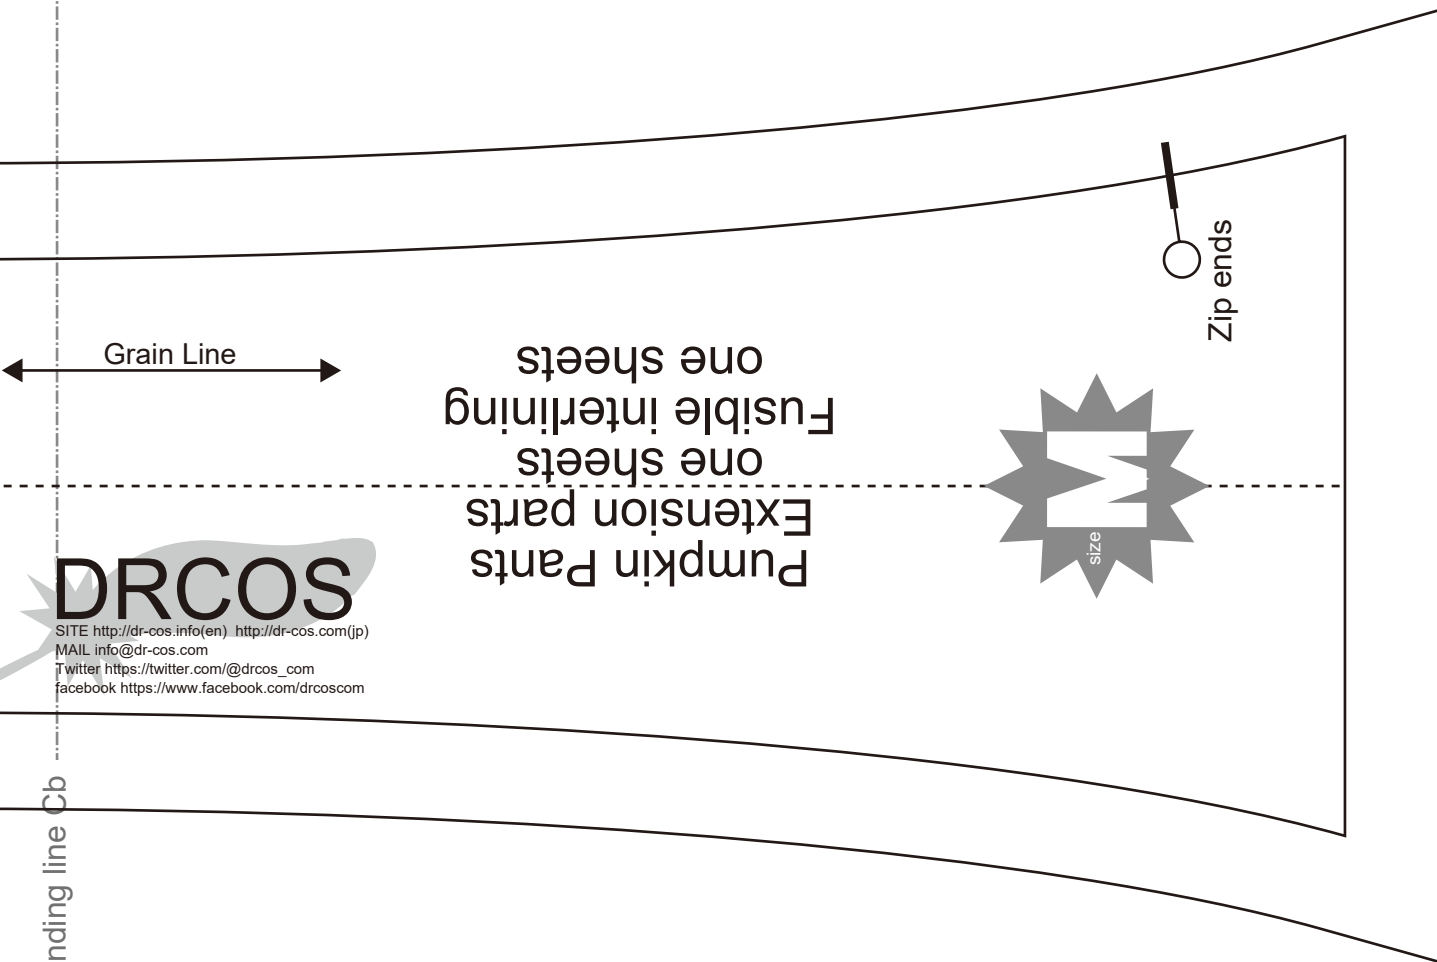 Zip ends
Grain Line
Pumpkin Pants
Extension parts
one sheets
Fusible interlining
one sheets
M
size
DRCOS
SITE http://dr-cos.info(en) http://dr-cos.com(jp)
MAIL info@dr-cos.com
Twitter https://twitter.com/@drcos_com
facebook https://www.facebook.com/drcoscom
nding line Cb